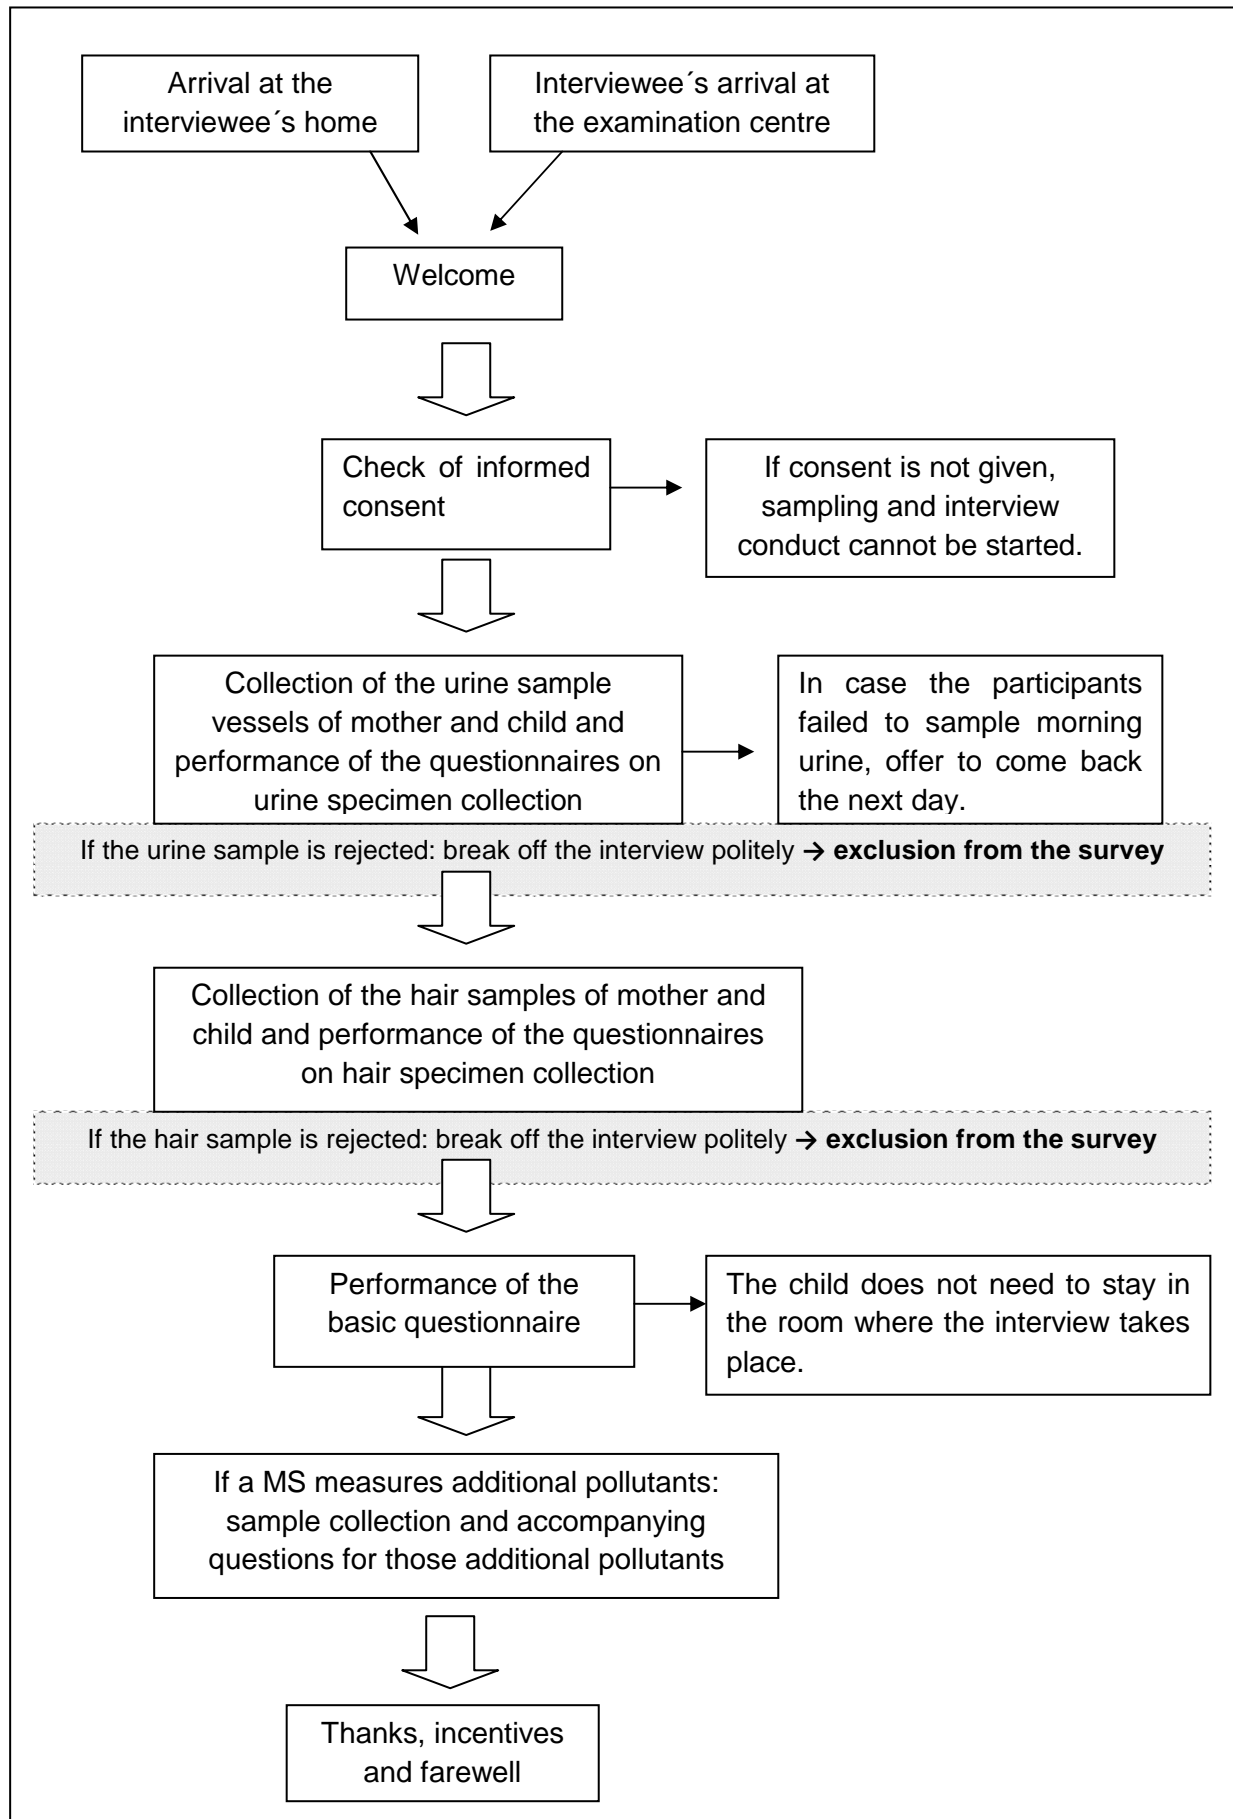 Arrival at the
interviewee´s home
Interviewee´s arrival at
the examination centre
Welcome
Check of informed
consent
If consent is not given,
sampling and interview
conduct cannot be started.
Collection of the urine sample
vessels of mother and child and
performance of the questionnaires on
urine specimen collection
In case the participants
failed to sample morning
urine, offer to come back
the next day.
If the urine sample is rejected: break off the interview politely → exclusion from the survey
Collection of the hair samples of mother and
child and performance of the questionnaires
on hair specimen collection
If the hair sample is rejected: break off the interview politely → exclusion from the survey
Performance of the
basic questionnaire
The child does not need to stay in
the room where the interview takes
place.
If a MS measures additional pollutants:
sample collection and accompanying
questions for those additional pollutants
Thanks, incentives
and farewell